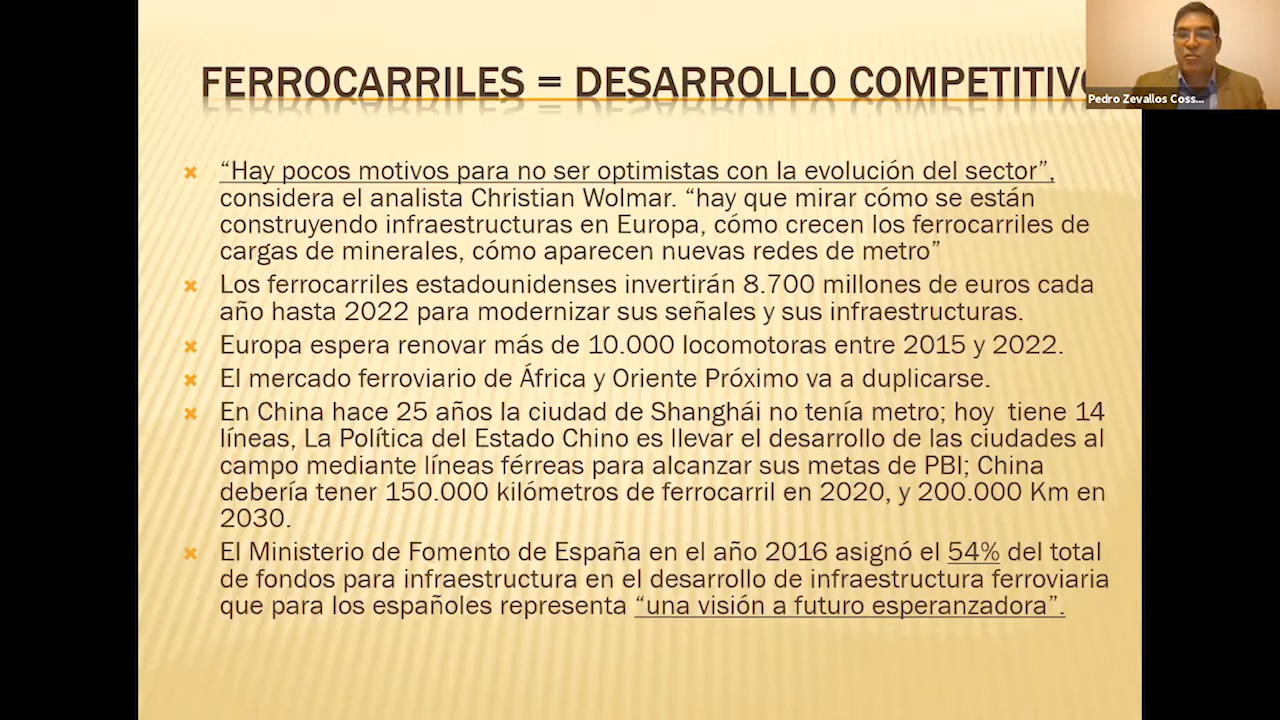 FERROCARRILES = DESARROLLO COMPETITIVO
Pedro Zevallos Coss...
“Hay pocos motivos para no ser optimistas con la evolución del sector”,
considera el analista Christian Wolmar. “hay que mirar cómo se están
construyendo infraestructuras en Europa, cómo crecen los ferrocarriles de
cargas de minerales, cómo aparecen nuevas redes de metro”
Los ferrocarriles estadounidenses invertirán 8.700 millones de euros cada
año hasta 2022 para modernizar sus señales y sus infraestructuras.
Europa espera renovar más de 10.000 locomotoras entre 2015 y 2022.
El mercado ferroviario de África y Oriente Próximo va a duplicarse.
En China hace 25 años la ciudad de Shanghái no tenía metro; hoy  tiene 14
líneas, La Política del Estado Chino es llevar el desarrollo de las ciudades al
campo mediante líneas férreas para alcanzar sus metas de PBI; China
debería tener 150.000 kilómetros de ferrocarril en 2020, y 200.000 Km en
2030.
El Ministerio de Fomento de España en el año 2016 asignó el 54% del total
de fondos para infraestructura en el desarrollo de infraestructura ferroviaria
que para los españoles representa “una visión a futuro esperanzadora”.